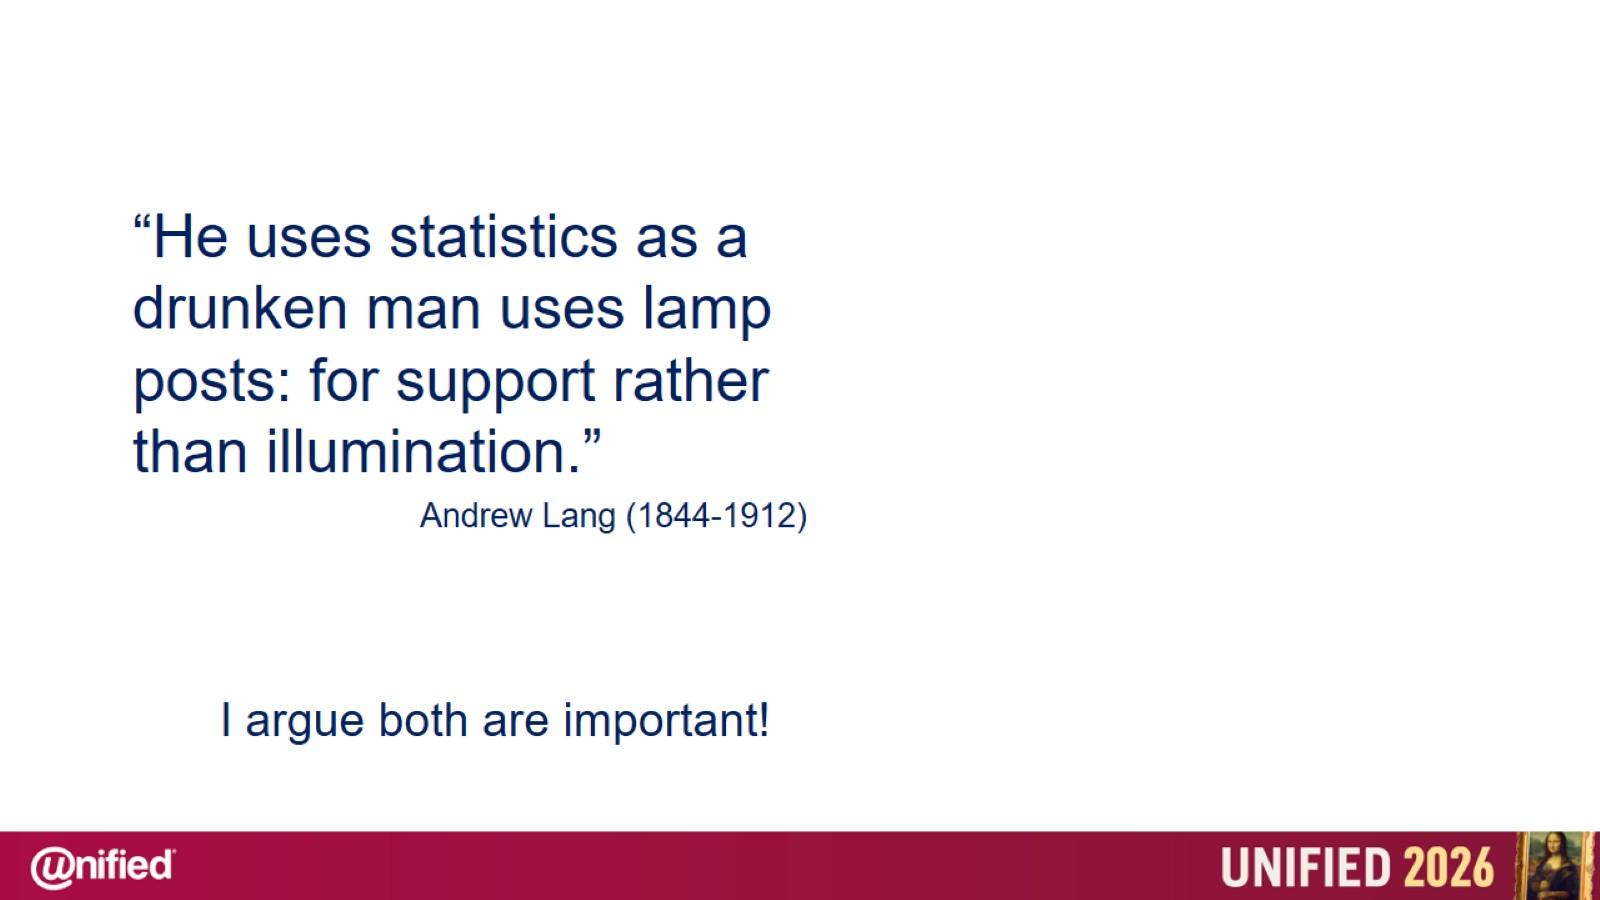 “He uses statistics as a
drunken man uses lamp
posts: for support rather
than illumination.”
Andrew Lang (1844-1912)
I argue both are important!
@unified
UNIFIED 2026